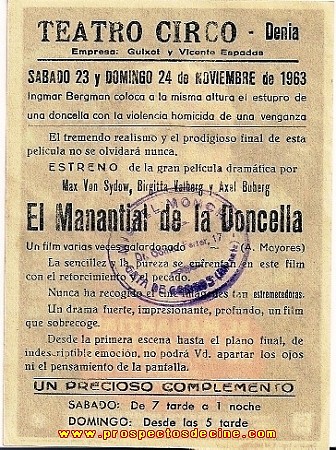 TEATRO CIRCO - Denia
Empresa: Guixot y Vicente Espadas
SABADO 23 y DOMINGO 24 de NOVIEMBRE de 1963
Ingmar Bergman coloca a la misma altura el estupro de
una doncella con la violencia homicida de una venganza
El tremendo realismo y el prodigioso final de esta
película no se olvidará nunca.
ESTRENO de la gran película dramática por
Max Von Sydow, Birgitta Valberg y Axel Duberg
El Manantial de la Doncella
Un film varias veces galardonado (A. Mayores)
La sencillez y la pureza se enfrentan en este film
con el retorcimiento y el pecado.
Nunca ha recogido el cine imágenes tan estremecedoras.
Un drama fuerte, impresionante, profundo, un film
que sobrecoge.
Desde la primera escena hasta el plano final, de
indescriptible emoción, no podrá Vd. apartar los ojos
ni el pensamiento de la pantalla.
UN PRECIOSO COMPLEMENTO
SABADO: De 7 tarde a 1 noche
DOMINGO: Desde las 5 tarde
www.prospectosdecine.com